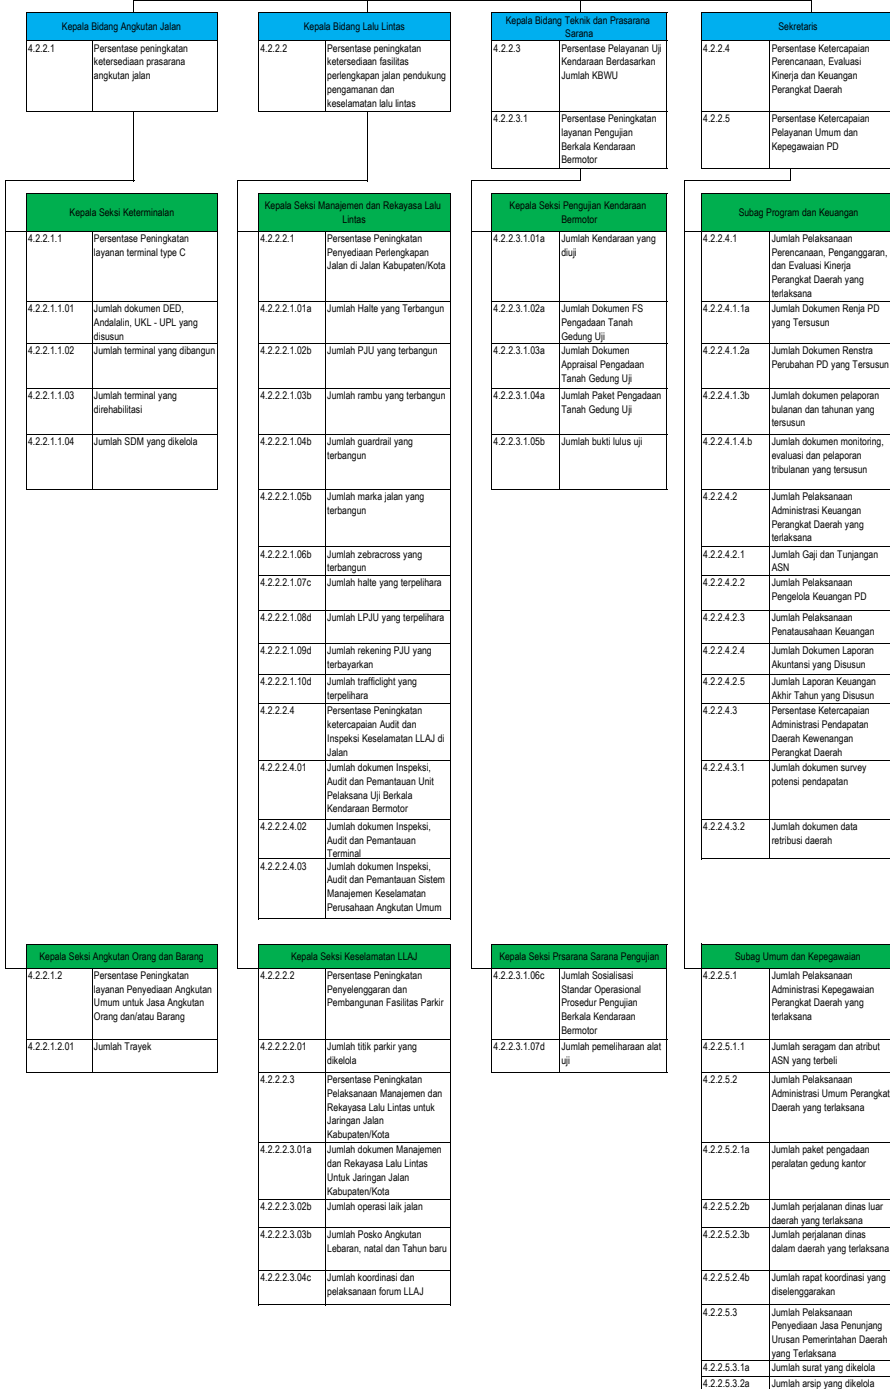 Kepala Bidang Angkutan Jalan
4.2.2.1 Persentase peningkatan
ketersediaan prasarana
angkutan jalan
Kepala Bidang Lalu Lintas
4.2.2.2 Persentase peningkatan
ketersediaan fasilitas
perlengkapan jalan pendukung
pengamanan dan
keselamatan lalu lintas
Kepala Bidang Teknik dan Prasarana
Sarana
4.2.2.3 Persentase Pelayanan Uji
Kendaraan Berdasarkan
Jumlah KBWU
4.2.2.3.1 Persentase Peningkatan
layanan Pengujian
Berkala Kendaraan
Bermotor
Sekretaris
4.2.2.4 Persentase Ketercapaian
Perencanaan, Evaluasi
Kinerja dan Keuangan
Perangkat Daerah
4.2.2.5 Persentase Ketercapaian
Pelayanan Umum dan
Kepegawaian PD
Kepala Seksi Keterminalan
4.2.2.1.1 Persentase Peningkatan
layanan terminal type C
4.2.2.1.1.01 Jumlah dokumen DED,
Andalalin, UKL - UPL yang
disusun
4.2.2.1.1.02 Jumlah terminal yang dibangun
4.2.2.1.1.03 Jumlah terminal yang
direhabilitasi
4.2.2.1.1.04 Jumlah SDM yang dikelola
Kepala Seksi Manajemen dan Rekayasa Lalu
Lintas
4.2.2.2.1 Persentase Peningkatan
Penyediaan Perlengkapan
Jalan di Jalan Kabupaten/Kota
4.2.2.2.1.01a Jumlah Halte yang Terbangun
4.2.2.2.1.02b Jumlah PJU yang terbangun
4.2.2.2.1.03b Jumlah rambu yang terbangun
4.2.2.2.1.04b Jumlah guardrail yang
terbangun
4.2.2.2.1.05b Jumlah marka jalan yang
terbangun
4.2.2.2.1.06b Jumlah zebracross yang
terbangun
4.2.2.2.1.07c Jumlah halte yang terpelihara
4.2.2.2.1.08d Jumlah LPJU yang terpelihara
4.2.2.2.1.09d Jumlah rekening PJU yang
terbayarkan
4.2.2.2.1.10d Jumlah trafficlight yang
terpelihara
4.2.2.2.4 Persentase Peningkatan
ketercapaian Audit dan
Inspeksi Keselamatan LLAJ di
Jalan
4.2.2.2.4.01 Jumlah dokumen Inspeksi,
Audit dan Pemantauan Unit
Pelaksana Uji Berkala
Kendaraan Bermotor
4.2.2.2.4.02 Jumlah dokumen Inspeksi,
Audit dan Pemantauan
Terminal
4.2.2.2.4.03 Jumlah dokumen Inspeksi,
Audit dan Pemantauan Sistem
Manajemen Keselamatan
Perusahaan Angkutan Umum
Kepala Seksi Pengujian Kendaraan
Bermotor
4.2.2.3.1.01a Jumlah Kendaraan yang
diuji
4.2.2.3.1.02a Jumlah Dokumen FS
Pengadaan Tanah
Gedung Uji
4.2.2.3.1.03a Jumlah Dokumen
Appraisal Pengadaan
Tanah Gedung Uji
4.2.2.3.1.04a Jumlah Paket Pengadaan
Tanah Gedung Uji
4.2.2.3.1.05b Jumlah bukti lulus uji
Subag Program dan Keuangan
4.2.2.4.1 Jumlah Pelaksanaan
Perencanaan, Penganggaran,
dan Evaluasi Kinerja
Perangkat Daerah yang
terlaksana
4.2.2.4.1.1a Jumlah Dokumen Renja PD
yang Tersusun
4.2.2.4.1.2a Jumlah Dokumen Renstra
Perubahan PD yang Tersusun
4.2.2.4.1.3b Jumlah dokumen pelaporan
bulanan dan tahunan yang
tersusun
4.2.2.4.1.4.b Jumlah dokumen monitoring,
evaluasi dan pelaporan
tribulanan yang tersusun
4.2.2.4.2 Jumlah Pelaksanaan
Administrasi Keuangan
Perangkat Daerah yang
terlaksana
4.2.2.4.2.1 Jumlah Gaji dan Tunjangan
ASN
4.2.2.4.2.2 Jumlah Pelaksanaan
Pengelola Keuangan PD
4.2.2.4.2.3 Jumlah Pelaksanaan
Penatausahaan Keuangan
4.2.2.4.2.4 Jumlah Dokumen Laporan
Akuntansi yang Disusun
4.2.2.4.2.5 Jumlah Laporan Keuangan
Akhir Tahun yang Disusun
4.2.2.4.3 Persentase Ketercapaian
Administrasi Pendapatan
Daerah Kewenangan
Perangkat Daerah
4.2.2.4.3.1 Jumlah dokumen survey
potensi pendapatan
4.2.2.4.3.2 Jumlah dokumen data
retribusi daerah
Kepala Seksi Angkutan Orang dan Barang
4.2.2.1.2 Persentase Peningkatan
layanan Penyediaan Angkutan
Umum untuk Jasa Angkutan
Orang dan/atau Barang
4.2.2.1.2.01 Jumlah Trayek
Kepala Seksi Keselamatan LLAJ
4.2.2.2.2 Persentase Peningkatan
Penyelenggaran dan
Pembangunan Fasilitas Parkir
4.2.2.2.2.01 Jumlah titik parkir yang
dikelola
4.2.2.2.3 Persentase Peningkatan
Pelaksanaan Manajemen dan
Rekayasa Lalu Lintas untuk
Jaringan Jalan
Kabupaten/Kota
4.2.2.2.3.01a Jumlah dokumen Manajemen
dan Rekayasa Lalu Lintas
Untuk Jaringan Jalan
Kabupaten/Kota
4.2.2.2.3.02b Jumlah operasi laik jalan
4.2.2.2.3.03b Jumlah Posko Angkutan
Lebaran, natal dan Tahun baru
4.2.2.2.3.04c Jumlah koordinasi dan
pelaksanaan forum LLAJ
Kepala Seksi Prsarana Sarana Pengujian
4.2.2.3.1.06c Jumlah Sosialisasi
Standar Operasional
Prosedur Pengujian
Berkala Kendaraan
Bermotor
4.2.2.3.1.07d Jumlah pemeliharaan alat
uji
Subag Umum dan Kepegawaian
4.2.2.5.1 Jumlah Pelaksanaan
Administrasi Kepegawaian
Perangkat Daerah yang
terlaksana
4.2.2.5.1.1 Jumlah seragam dan atribut
ASN yang terbeli
4.2.2.5.2 Jumlah Pelaksanaan
Administrasi Umum Perangkat
Daerah yang terlaksana
4.2.2.5.2.1a Jumlah paket pengadaan
peralatan gedung kantor
4.2.2.5.2.2b Jumlah perjalanan dinas luar
daerah yang terlaksana
4.2.2.5.2.3b Jumlah perjalanan dinas
dalam daerah yang terlaksana
4.2.2.5.2.4b Jumlah rapat koordinasi yang
diselenggarakan
4.2.2.5.3 Jumlah Pelaksanaan
Penyediaan Jasa Penunjang
Urusan Pemerintahan Daerah
yang Terlaksana
4.2.2.5.3.1a Jumlah surat yang dikelola
4.2.2.5.3.2a Jumlah arsip yang dikelola